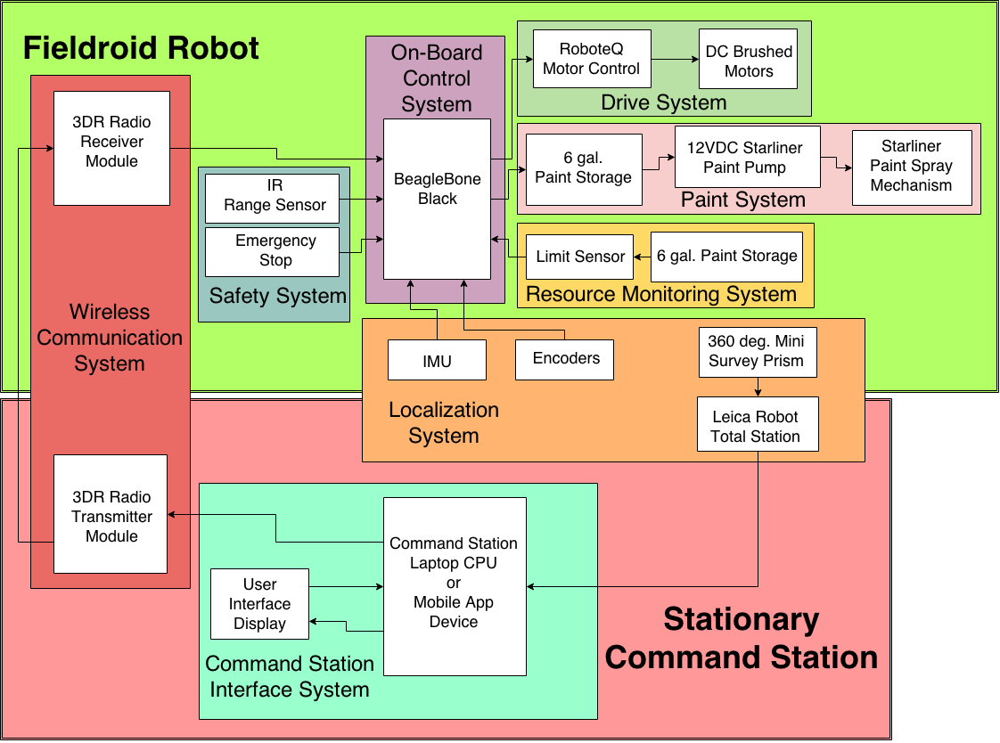 Fieldroid Robot
3DR Radio
Receiver
Module
Wireless
Communication
System
3DR Radio
Transmitter
Module
IR
Range Sensor
Emergency
Stop
Safety System
On-Board
Control
System
BeagleBone
Black
RoboteQ
Motor Control
DC Brushed
Motors
Drive System
6 gal.
Paint Storage
12VDC Starliner
Paint Pump
Starliner
Paint Spray
Mechanism
Paint System
Limit Sensor
6 gal. Paint Storage
Resource Monitoring System
IMU
Encoders
360 deg. Mini
Survey Prism
Leica Robot
Total Station
Localization
System
Command Station
Laptop CPU
or
Mobile App
Device
User
Interface
Display
Command Station
Interface System
Stationary
Command Station